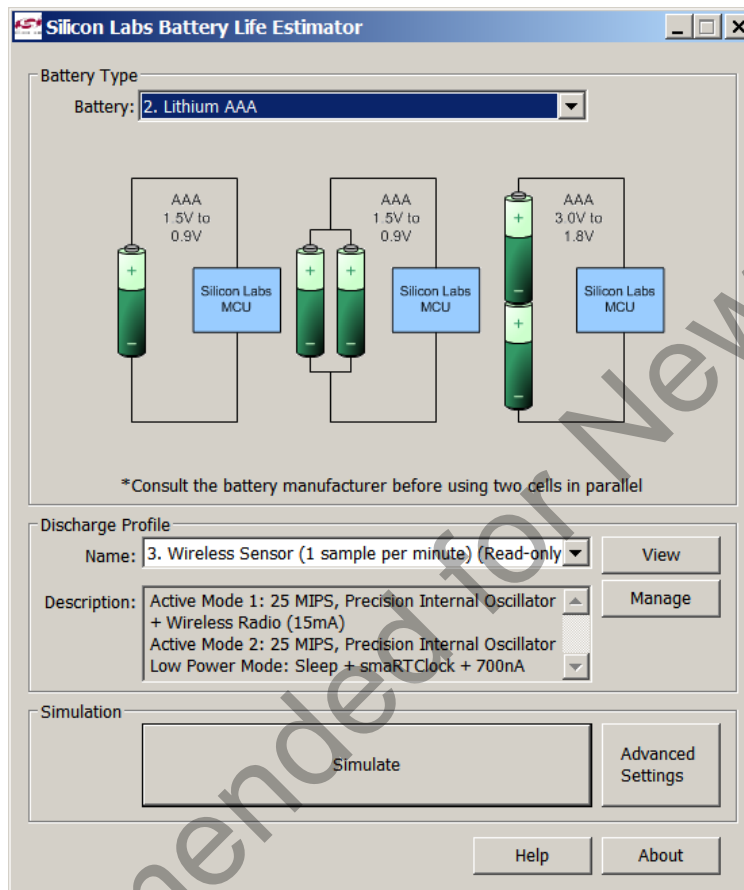 Silicon Labs Battery Life Estimator
Battery Type
Battery: 2. Lithium AAA
AAA
1.5V to
0.9V
+
-
Silicon Labs
MCU
AAA
1.5V to
0.9V
+ +
- -
Silicon Labs
MCU
AAA
3.0V to
1.8V
+
-
+
-
Silicon Labs
MCU
*Consult the battery manufacturer before using two cells in parallel
Discharge Profile
Name: 3. Wireless Sensor (1 sample per minute) (Read-only
View
Description: Active Mode 1: 25 MIPS, Precision Internal Oscillator
+ Wireless Radio (15mA)
Active Mode 2: 25 MIPS, Precision Internal Oscillator
Low Power Mode: Sleep + smaRTClock + 700nA
Manage
Simulation
Simulate
Advanced
Settings
Help
About
mended for New